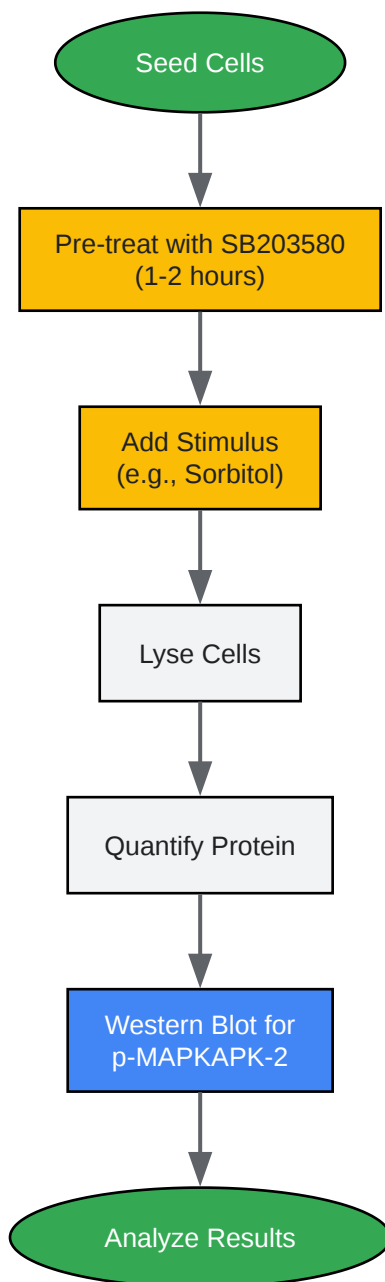 Seed Cells
Pre-treat with SB203580
(1-2 hours)
Add Stimulus
(e.g., Sorbitol)
Lyse Cells
Quantify Protein
Western Blot for
p-MAPKAPK-2
Analyze Results